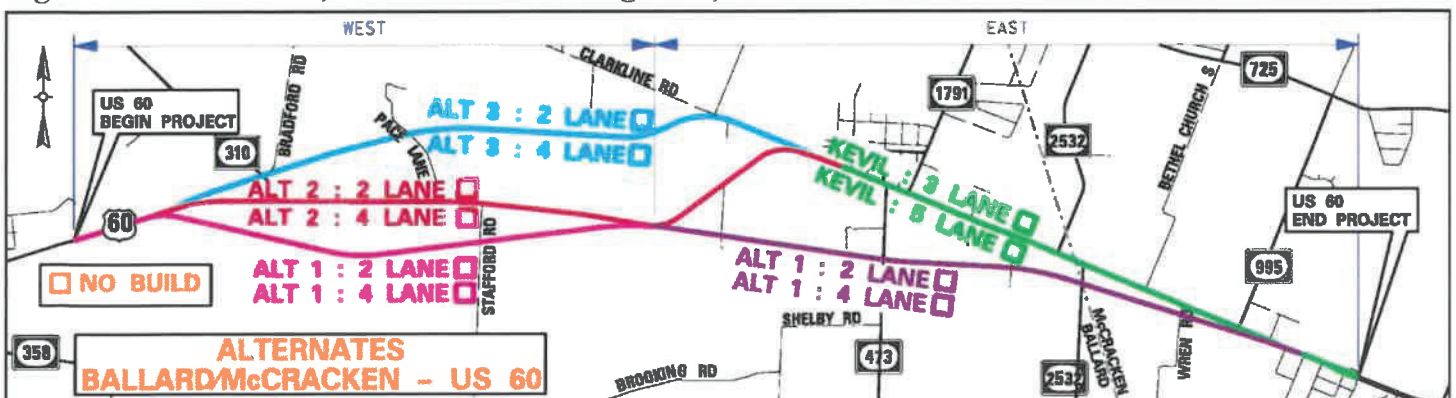 WEST
EAST
US 60
BEGIN PROJECT
310
BRADFORD RD
PACE LANE
CLARKLINE RD
ALT 3 : 2 LANE
ALT 3 : 4 LANE
1791
2532
BETHEL CHURCH S
725
60
ALT 2 : 2 LANE
ALT 2 : 4 LANE
KEVIL : 3 LANE
KEVIL : 5 LANE
US 60
END PROJECT
NO BUILD
ALT 1 : 2 LANE
ALT 1 : 4 LANE
STAFFORD RD
ALT 1 : 2 LANE
ALT 1 : 4 LANE
995
358
ALTERNATES
BALLARD/McCRACKEN - US 60
SHELBY RD
BROOKING RD
473
2532
McCRACKEN
BALLARD
WREN RD